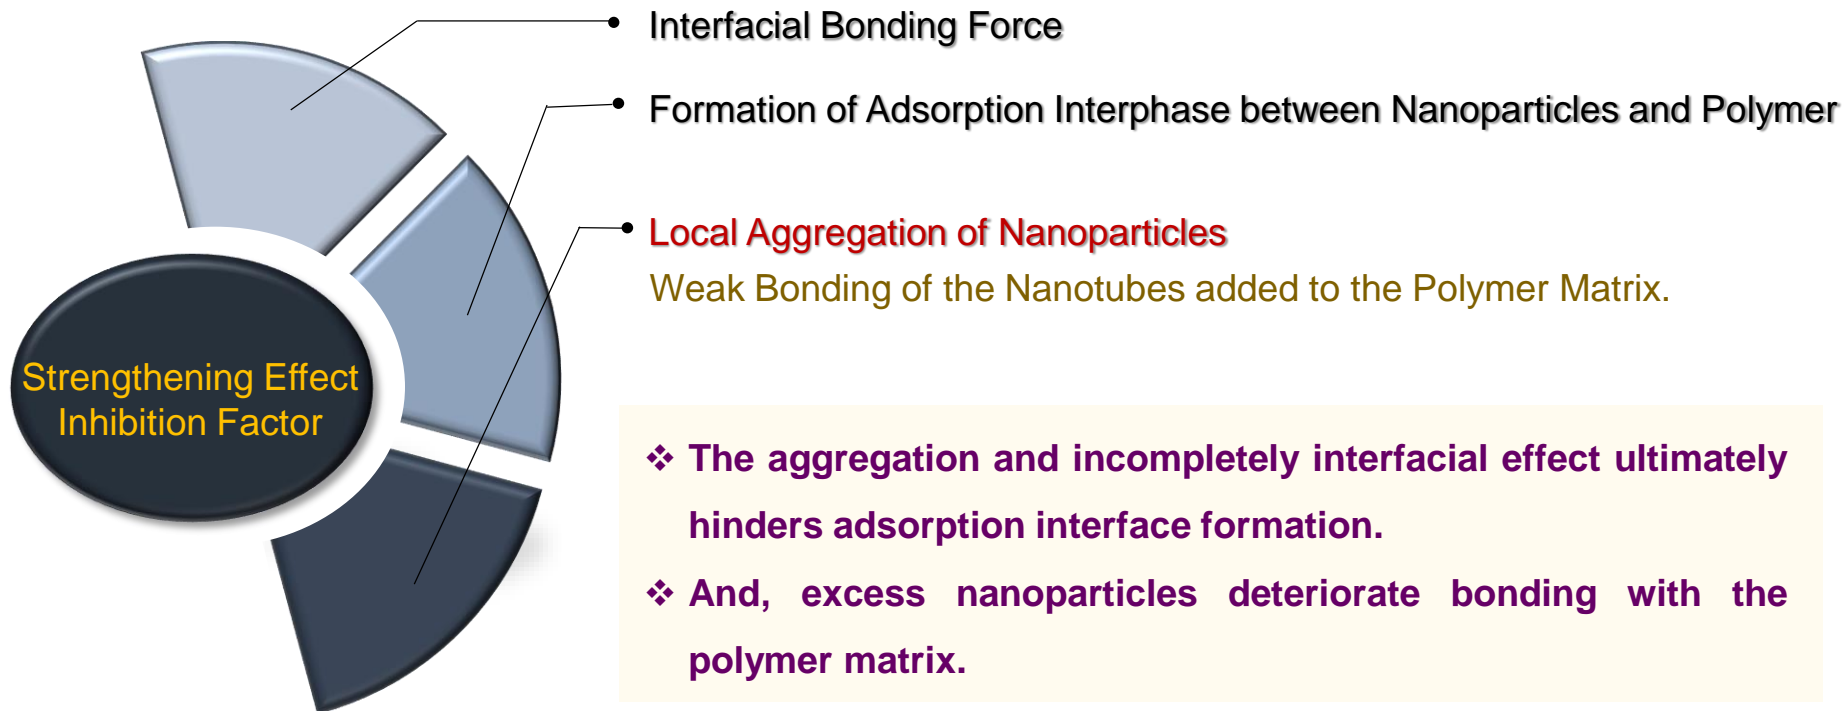 Interfacial Bonding Force
Formation of Adsorption Interphase between Nanoparticles and Polymer
Local Aggregation of Nanoparticles
Weak Bonding of the Nanotubes added to the Polymer Matrix.
Strengthening Effect
Inhibition Factor
❖ The aggregation and incompletely interfacial effect ultimately
hinders adsorption interface formation.
❖ And, excess nanoparticles deteriorate bonding with the
polymer matrix.